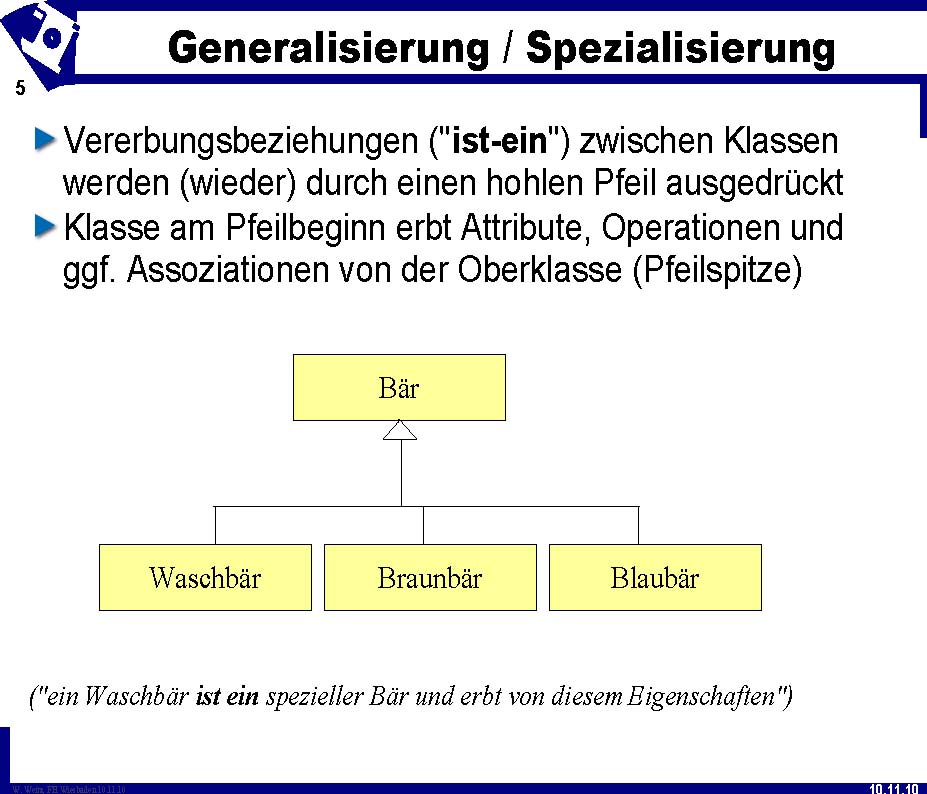 Generalisierung / Spezialisierung
5
Vererbungsbeziehungen ("ist-ein") zwischen Klassen
werden (wieder) durch einen hohlen Pfeil ausgedrückt
Klasse am Pfeilbeginn erbt Attribute, Operationen und
ggf. Assoziationen von der Oberklasse (Pfeilspitze)
Bär
Waschbär
Braunbär
Blaubär
("ein Waschbär ist ein spezieller Bär und erbt von diesem Eigenschaften")
W. Weitz, FH Wiesbaden 10.11.10
10.11.10